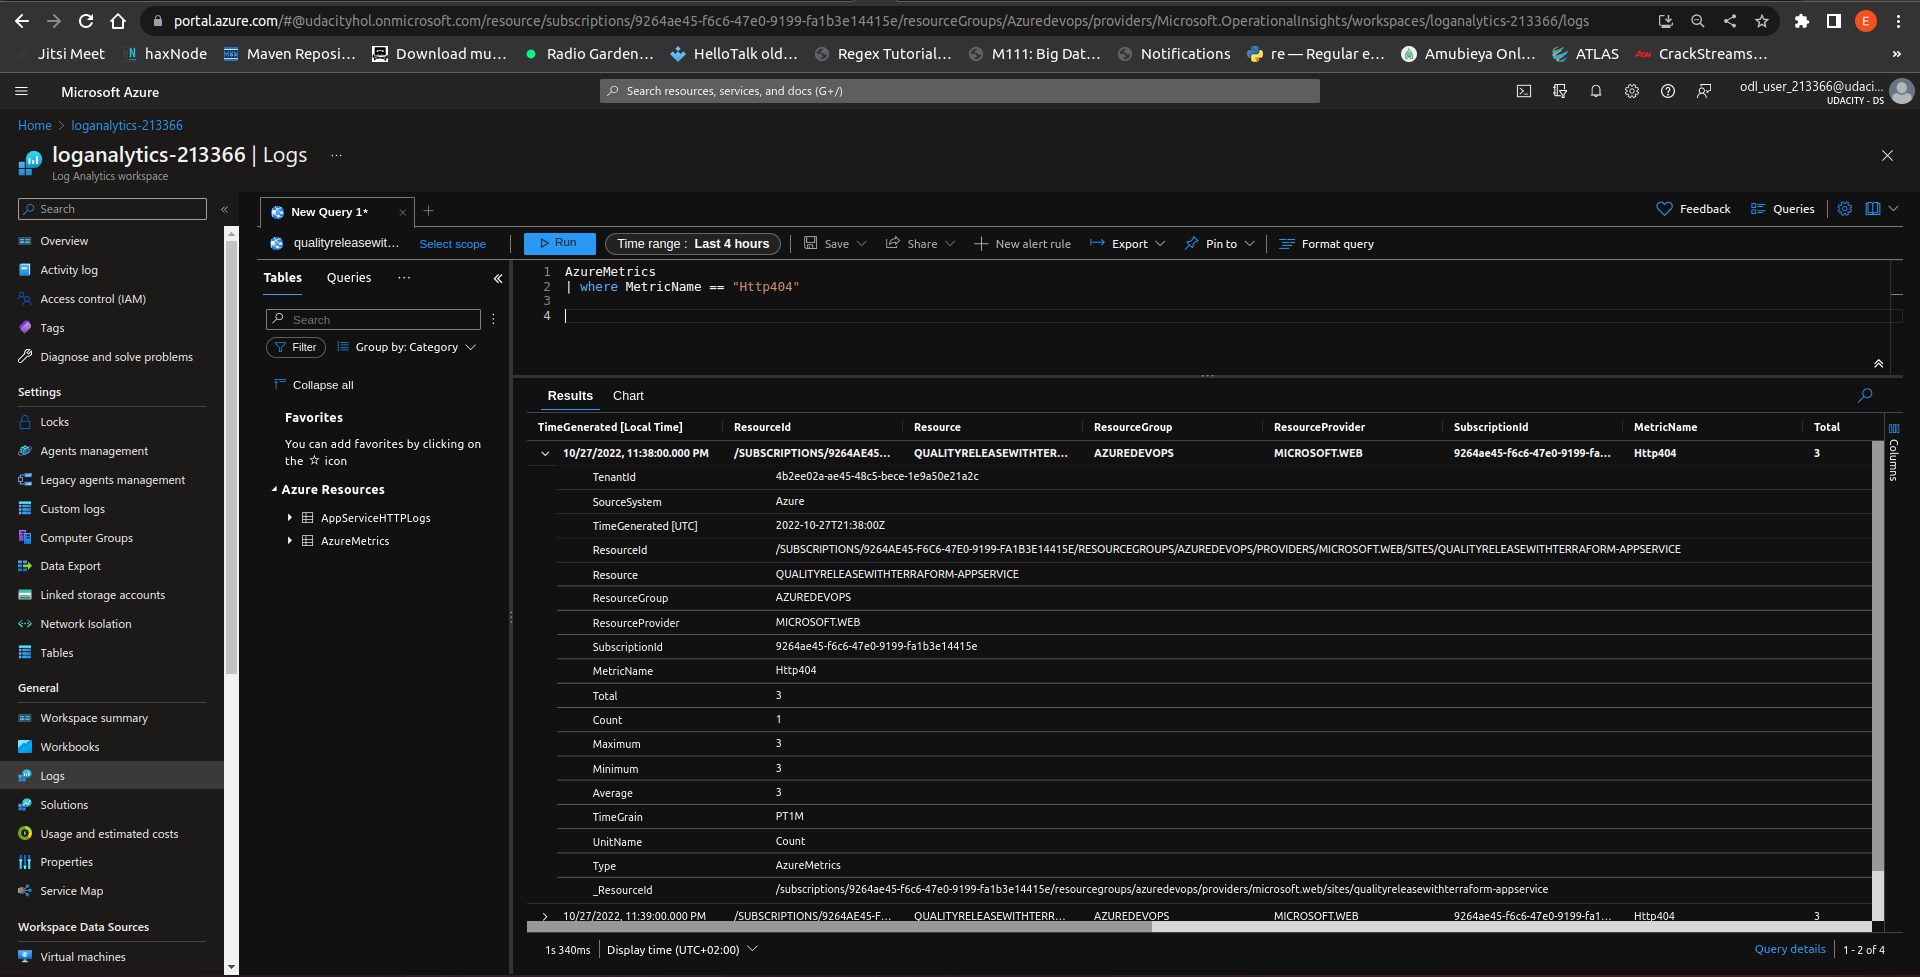 portal.azure.com/#@udacityhol.onmicrosoft.com/resource/subscriptions/9264ae45-f6c6-47e0-9199-fa1b3e14415e/resourceGroups/Azuredevops/providers/Microsoft.OperationalInsights/workspaces/loganalytics-213366/logs
E
Jitsi Meet haxNode Maven Reposi... Download mu... Radio Garden... HelloTalk old... Regex Tutorial... M111: Big Dat... Notifications re — Regular e... Amubieya Onl... ATLAS CrackStreams... »
Microsoft Azure
Search resources, services, and docs (G+/)
odl_user_213366@udaci...
UDACITY - DS
Home > loganalytics-213366
loganalytics-213366 | Logs ...
Log Analytics workspace
Search «
Overview
Activity log
Access control (IAM)
Tags
Diagnose and solve problems
Settings
Locks
Agents management
Legacy agents management
Custom logs
Computer Groups
Data Export
Linked storage accounts
Network Isolation
Tables
General
Workspace summary
Workbooks
Logs
Solutions
Usage and estimated costs
Properties
Service Map
Workspace Data Sources
Virtual machines
New Query 1*
Feedback Queries
qualityreleasewit... Select scope Run Time range : Last 4 hours Save Share New alert rule Export Pin to Format query
Tables Queries ... «
Search
Filter Group by: Category
Collapse all
Favorites
You can add favorites by clicking on
the ☆ icon
Azure Resources
AppServiceHTTPLogs
AzureMetrics
1 AzureMetrics
2 | where MetricName == "Http404"
3
4
Results Chart
TimeGenerated [Local Time] ResourceId Resource ResourceGroup ResourceProvider SubscriptionId MetricName Total
Columns
10/27/2022, 11:38:00.000 PM /SUBSCRIPTIONS/9264AE45... QUALITYRELEASEWITHTER... AZUREDEVOPS MICROSOFT.WEB 9264ae45-f6c6-47e0-9199-fa... Http404 3
TenantId 4b2ee02a-ae45-48c5-bece-1e9a50e21a2c
SourceSystem Azure
TimeGenerated [UTC] 2022-10-27T21:38:00Z
ResourceId /SUBSCRIPTIONS/9264AE45-F6C6-47E0-9199-FA1B3E14415E/RESOURCEGROUPS/AZUREDEVOPS/PROVIDERS/MICROSOFT.WEB/SITES/QUALITYRELEASEWITHTERRAFORM-APPSERVICE
Resource QUALITYRELEASEWITHTERRAFORM-APPSERVICE
ResourceGroup AZUREDEVOPS
ResourceProvider MICROSOFT.WEB
SubscriptionId 9264ae45-f6c6-47e0-9199-fa1b3e14415e
MetricName Http404
Total 3
Count 1
Maximum 3
Minimum 3
Average 3
TimeGrain PT1M
UnitName Count
Type AzureMetrics
_ResourceId /subscriptions/9264ae45-f6c6-47e0-9199-fa1b3e14415e/resourcegroups/azuredevops/providers/microsoft.web/sites/qualityreleasewithterraform-appservice
10/27/2022, 11:39:00.000 PM /SUBSCRIPTIONS/9264AE45-F... QUALITYRELEASEWITHTERR... AZUREDEVOPS MICROSOFT.WEB 9264ae45-f6c6-47e0-9199-fa1... Http404 3
1s 340ms Display time (UTC+02:00) Query details 1 - 2 of 4